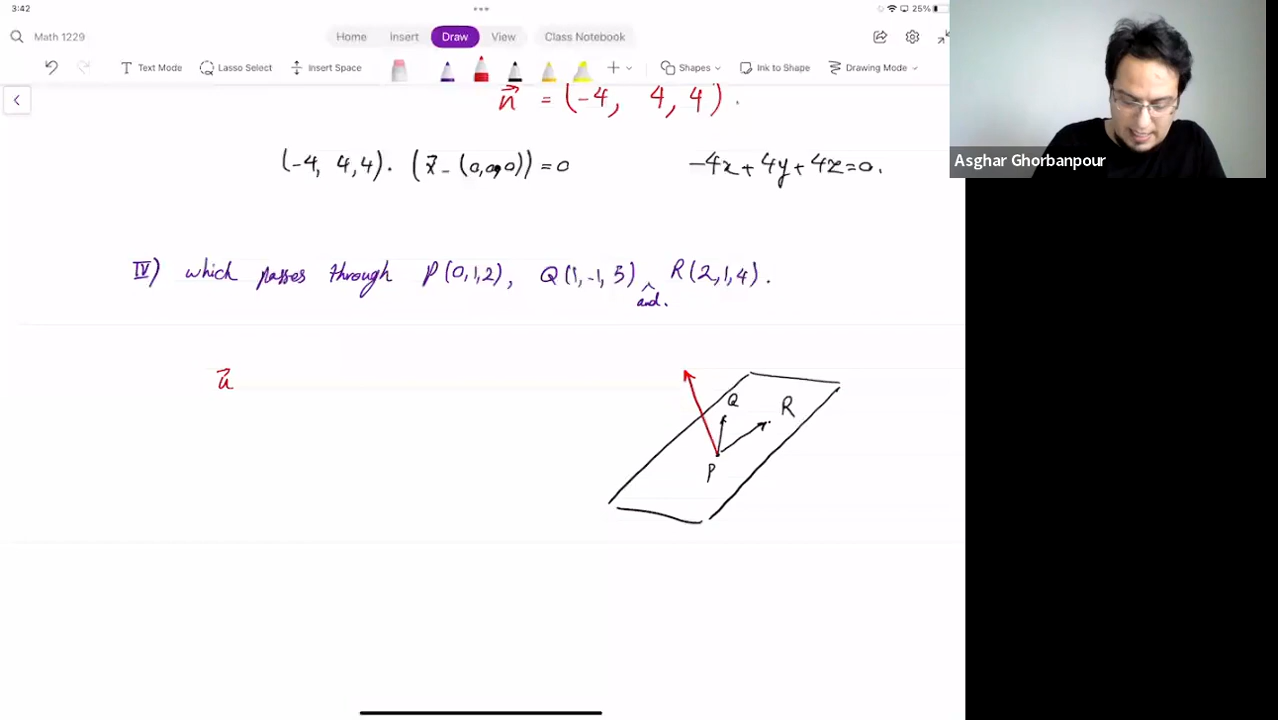 3:42
25%
Math 1229
Home Insert Draw View Class Notebook
Text Mode Lasso Select Insert Space Shapes Ink to Shape Drawing Mode
n⃗ = (-4, 4, 4).
(-4, 4, 4) · (x⃗ - (0,0,0)) = 0 -4x + 4y + 4z = 0.
Asghar Ghorbanpour
IV) which passes through P(0,1,2), Q(1,-1,5) and. R(2,1,4).
u⃗
Q
R
P